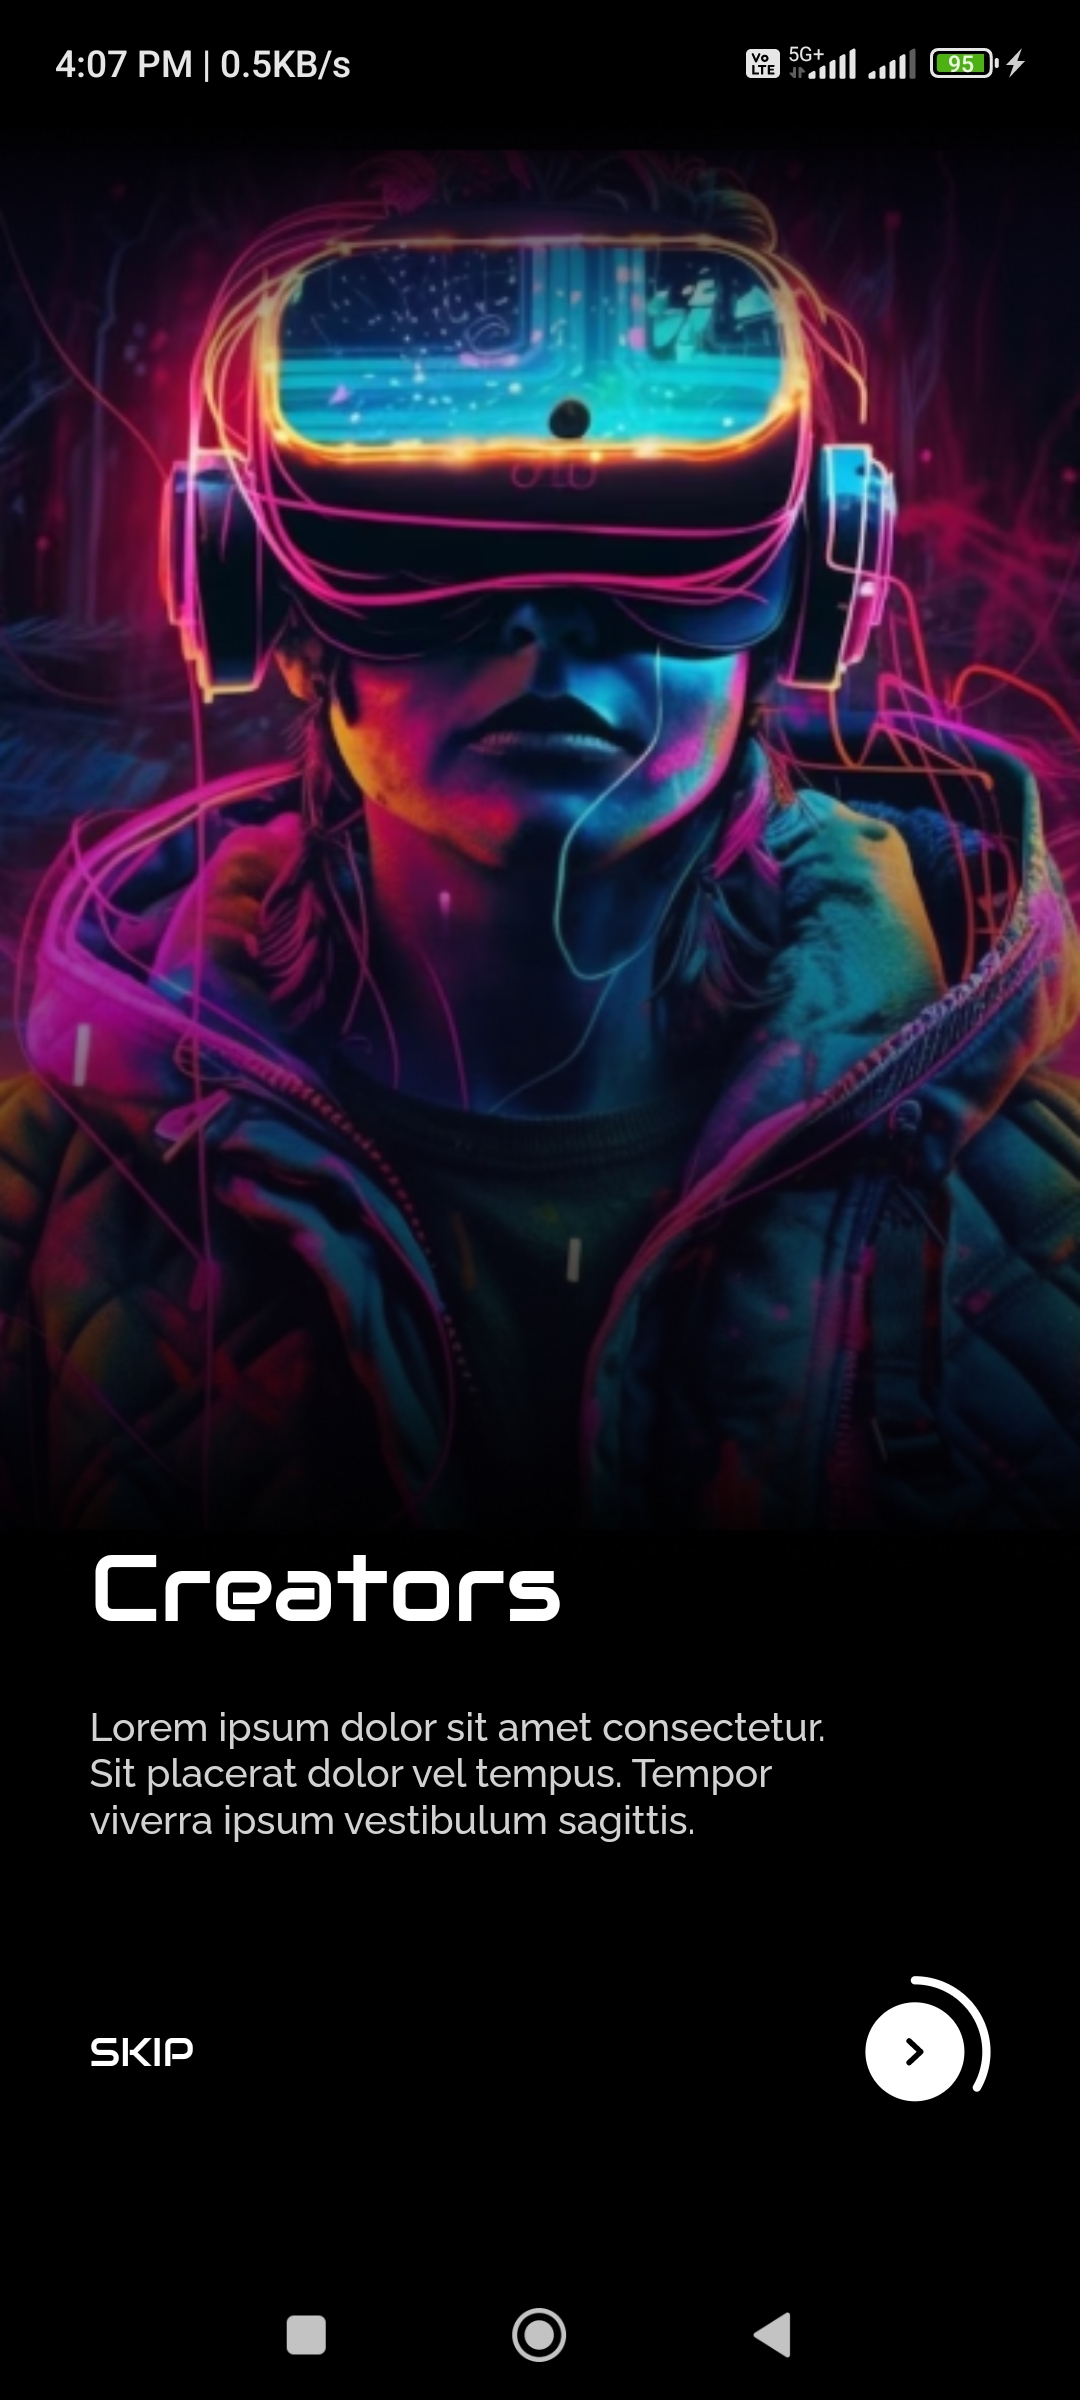 4:07 PM | 0.5KB/s
Vo LTE 5G+ 95
Creators
Lorem ipsum dolor sit amet consectetur.
Sit placerat dolor vel tempus. Tempor
viverra ipsum vestibulum sagittis.
SKIP